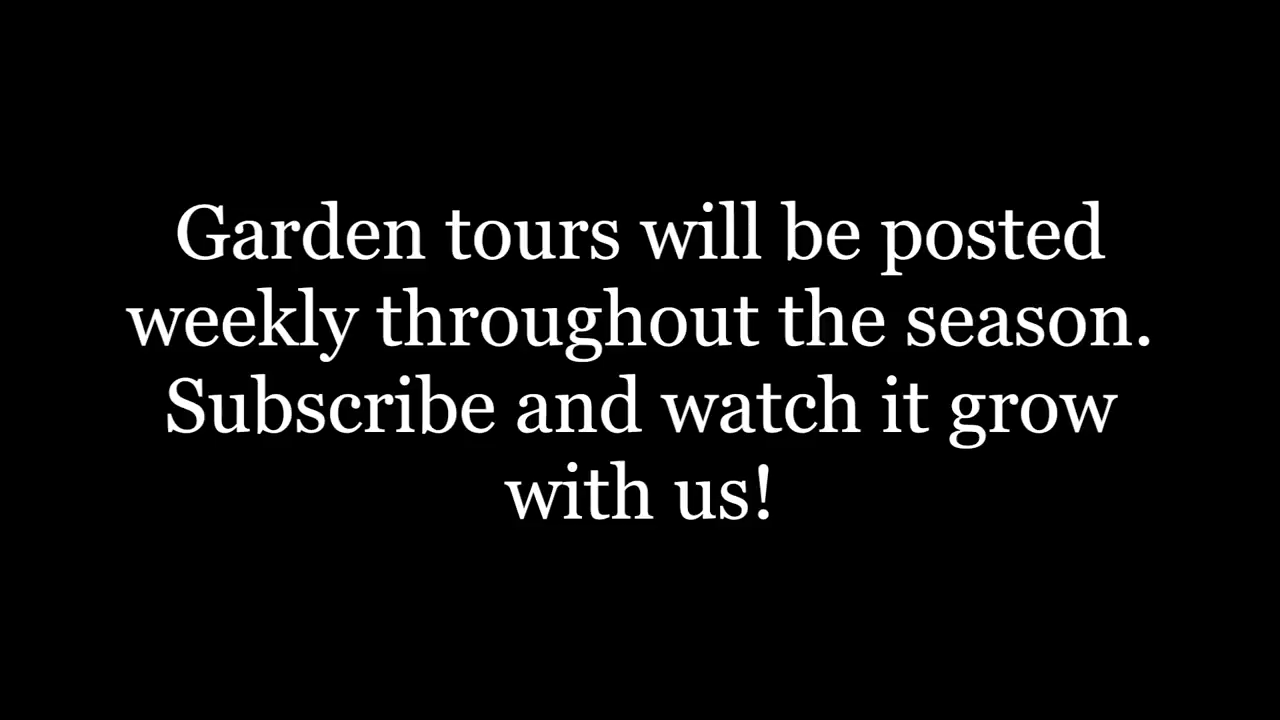 Garden tours will be posted
weekly throughout the season.
Subscribe and watch it grow
with us!